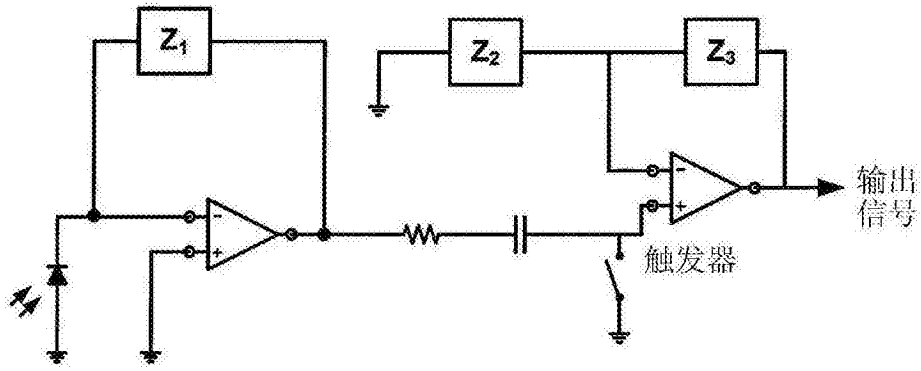 Z₁
Z₂
Z₃
-
+
-
+
输出
信号
触发器